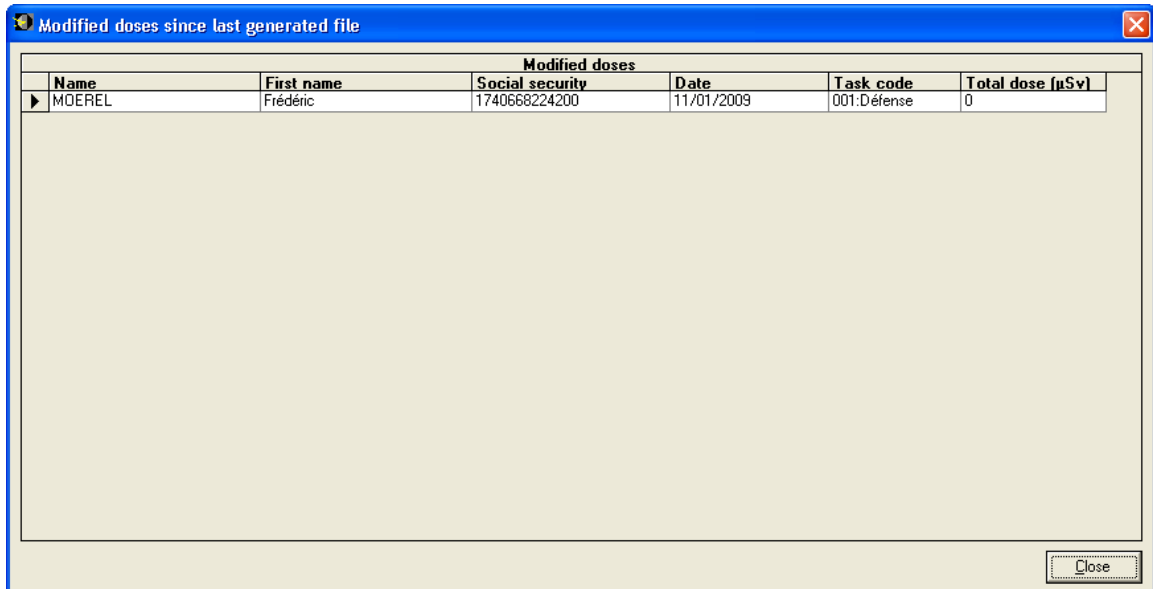 Modified doses since last generated file
Modified doses
Name First name Social security Date Task code Total dose (µSv)
MOEREL Frédéric 1740668224200 11/01/2009 001:Défense 0
Close